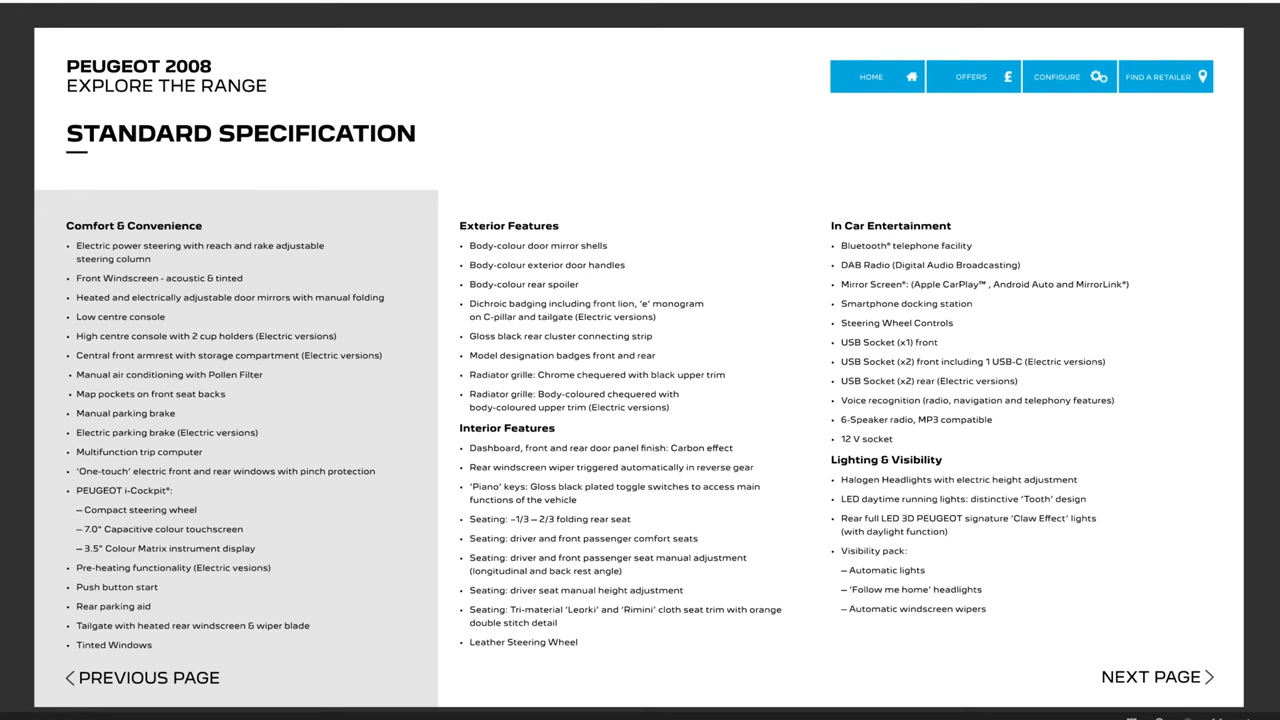 PEUGEOT 2008
EXPLORE THE RANGE
HOME
OFFERS £
CONFIGURE
FIND A RETAILER
STANDARD SPECIFICATION
Comfort & Convenience
• Electric power steering with reach and rake adjustable
steering column
• Front Windscreen - acoustic & tinted
• Heated and electrically adjustable door mirrors with manual folding
• Low centre console
• High centre console with 2 cup holders (Electric versions)
• Central front armrest with storage compartment (Electric versions)
• Manual air conditioning with Pollen Filter
• Map pockets on front seat backs
• Manual parking brake
• Electric parking brake (Electric versions)
• Multifunction trip computer
• ‘One-touch’ electric front and rear windows with pinch protection
• PEUGEOT i-Cockpit®:
– Compact steering wheel
– 7.0" Capacitive colour touchscreen
– 3.5" Colour Matrix instrument display
• Pre-heating functionality (Electric vesions)
• Push button start
• Rear parking aid
• Tailgate with heated rear windscreen & wiper blade
• Tinted Windows
Exterior Features
• Body-colour door mirror shells
• Body-colour exterior door handles
• Body-colour rear spoiler
• Dichroic badging including front lion, ‘e’ monogram
on C-pillar and tailgate (Electric versions)
• Gloss black rear cluster connecting strip
• Model designation badges front and rear
• Radiator grille: Chrome chequered with black upper trim
• Radiator grille: Body-coloured chequered with
body-coloured upper trim (Electric versions)
Interior Features
• Dashboard, front and rear door panel finish: Carbon effect
• Rear windscreen wiper triggered automatically in reverse gear
• ‘Piano’ keys: Gloss black plated toggle switches to access main
functions of the vehicle
• Seating: –1/3 – 2/3 folding rear seat
• Seating: driver and front passenger comfort seats
• Seating: driver and front passenger seat manual adjustment
(longitudinal and back rest angle)
• Seating: driver seat manual height adjustment
• Seating: Tri-material ‘Leorki’ and ‘Rimini’ cloth seat trim with orange
double stitch detail
• Leather Steering Wheel
In Car Entertainment
• Bluetooth® telephone facility
• DAB Radio (Digital Audio Broadcasting)
• Mirror Screen®: (Apple CarPlay™ , Android Auto and MirrorLink®)
• Smartphone docking station
• Steering Wheel Controls
• USB Socket (x1) front
• USB Socket (x2) front including 1 USB-C (Electric versions)
• USB Socket (x2) rear (Electric versions)
• Voice recognition (radio, navigation and telephony features)
• 6-Speaker radio, MP3 compatible
• 12 V socket
Lighting & Visibility
• Halogen Headlights with electric height adjustment
• LED daytime running lights: distinctive ‘Tooth’ design
• Rear full LED 3D PEUGEOT signature ‘Claw Effect’ lights
(with daylight function)
• Visibility pack:
– Automatic lights
– ‘Follow me home’ headlights
– Automatic windscreen wipers
PREVIOUS PAGE
NEXT PAGE